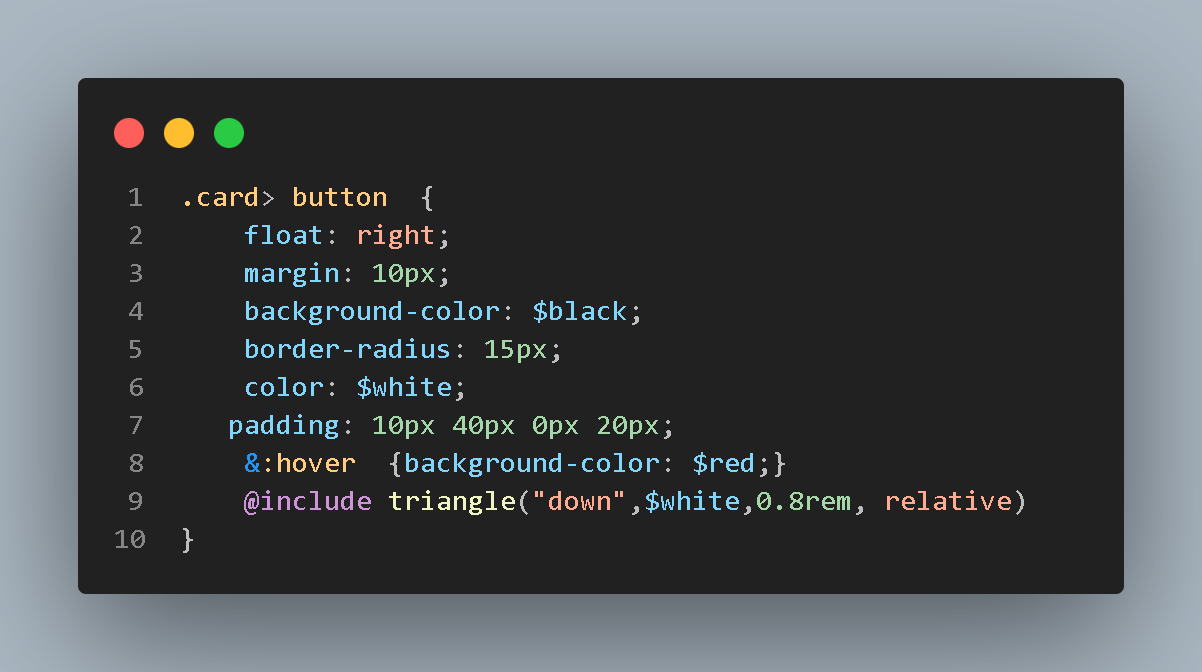 1 .card> button  {
2     float: right;
3     margin: 10px;
4     background-color: $black;
5     border-radius: 15px;
6     color: $white;
7    padding: 10px 40px 0px 20px;
8     &:hover  {background-color: $red;}
9     @include triangle("down",$white,0.8rem, relative)
10 }